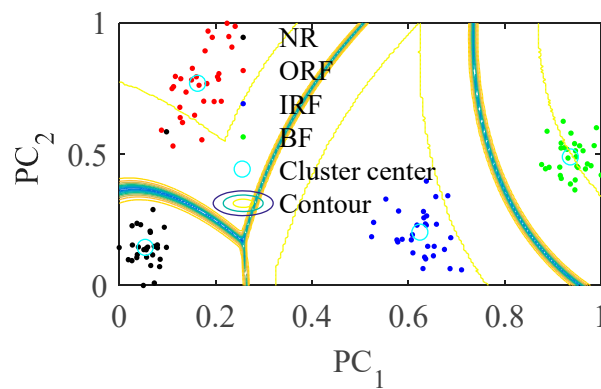 1
NR
ORF
IRF
BF
Cluster center
Contour
0.5
0
PC2
0 0.2 0.4 0.6 0.8 1
PC1